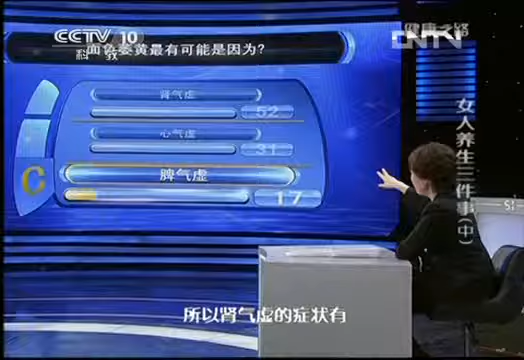 CCTV 10
科教
健康之路
CNTV
面色萎黄最有可能是因为?
肾气虚
52
心气虚
31
C
脾气虚
17
女人养生三件事(中)
所以肾气虚的症状有